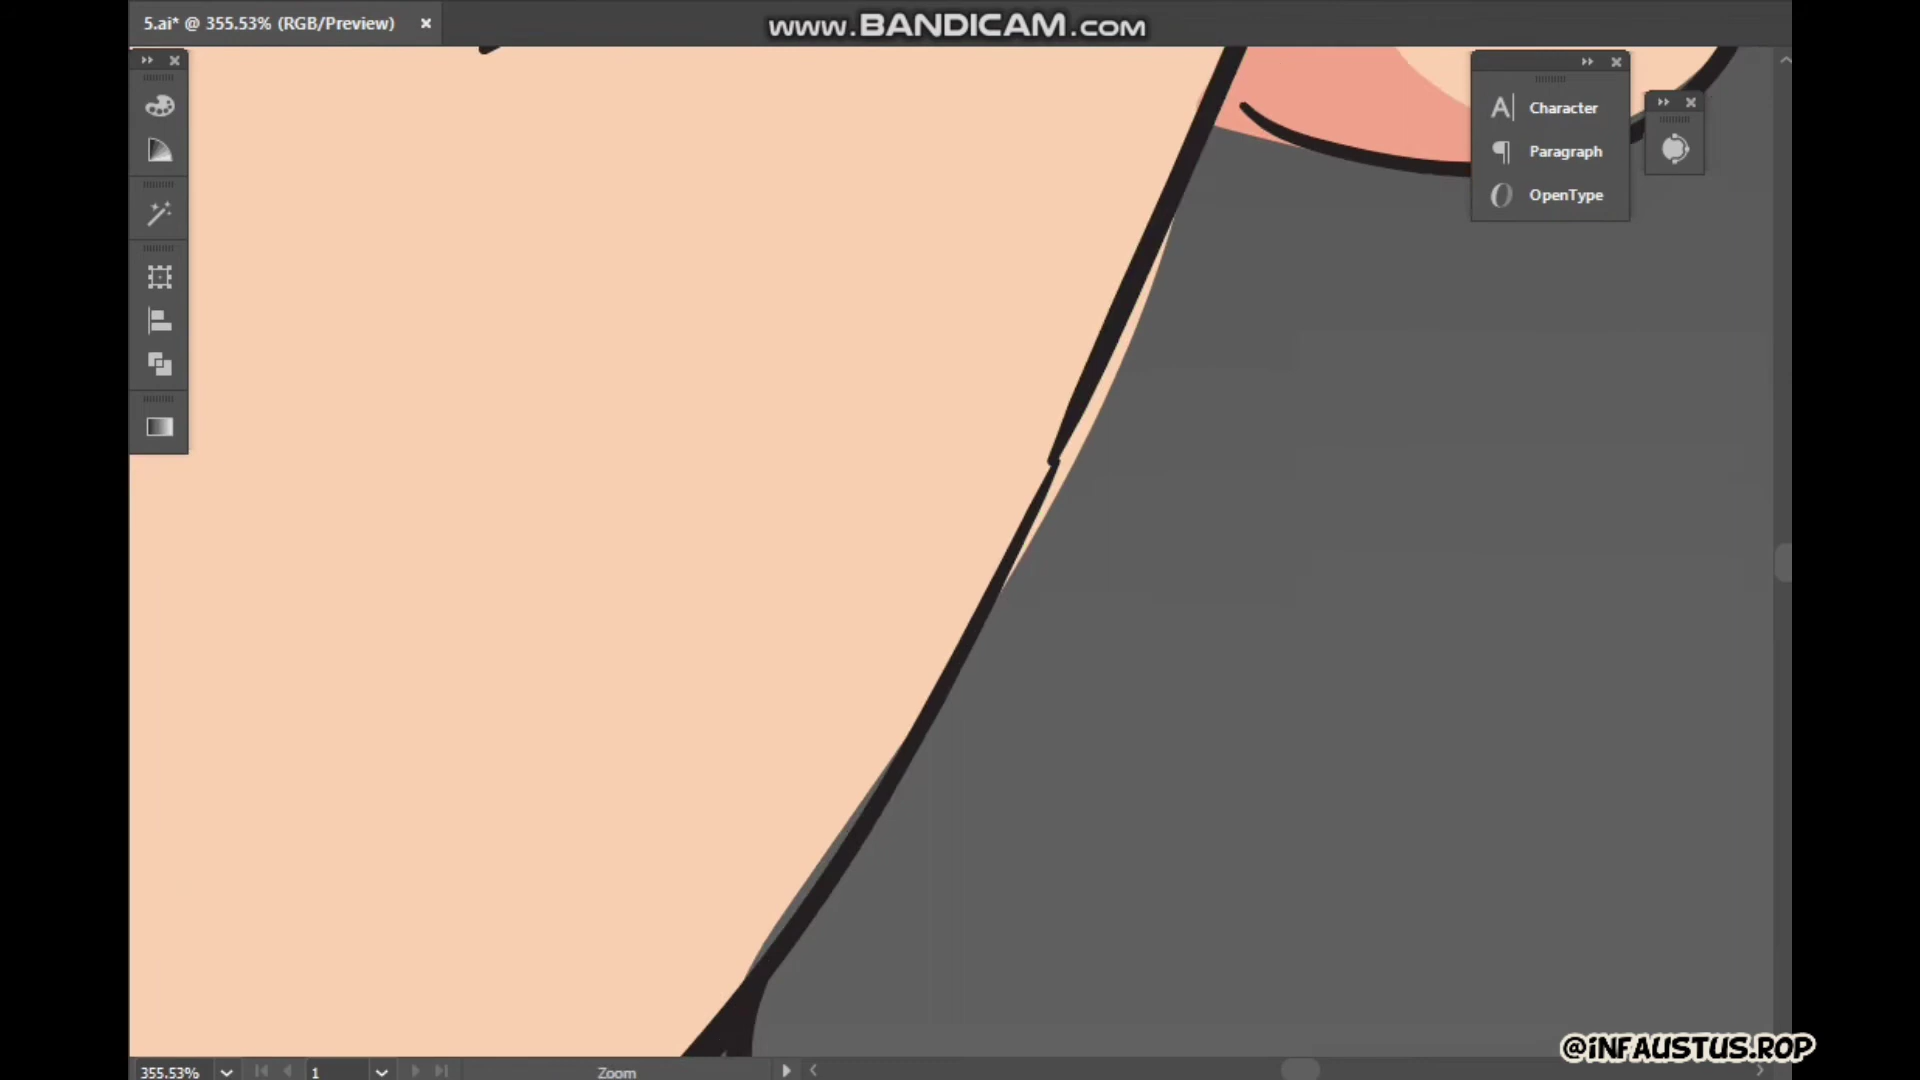 5.ai* @ 355.53% (RGB/Preview)
www.BANDICAM.com
Character
Paragraph
OpenType
355.53%
1
Zoom
@iNFAUSTUS.ROP